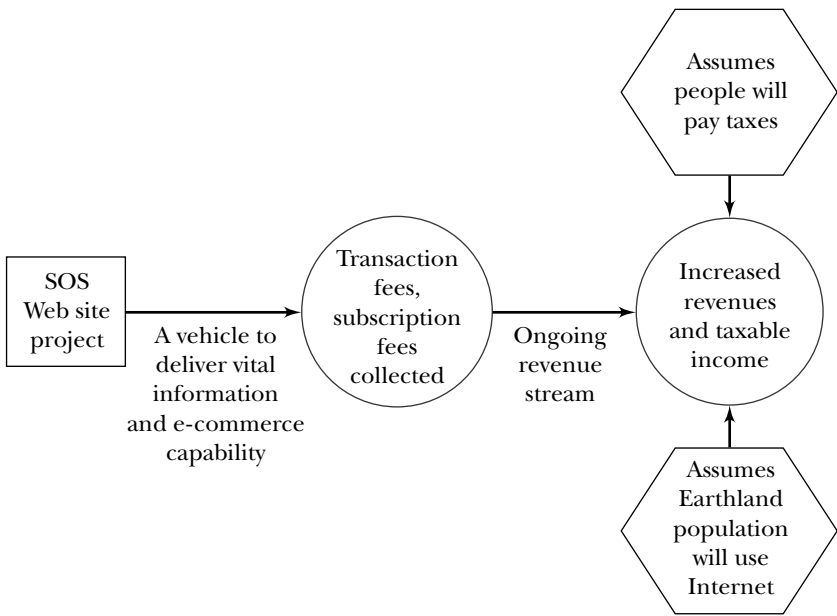 Assumes
people will
pay taxes
SOS
Web site
project
A vehicle to
deliver vital
information
and e-commerce
capability
Transaction
fees,
subscription
fees
collected
Ongoing
revenue
stream
Increased
revenues
and taxable
income
Assumes
Earthland
population
will use
Internet